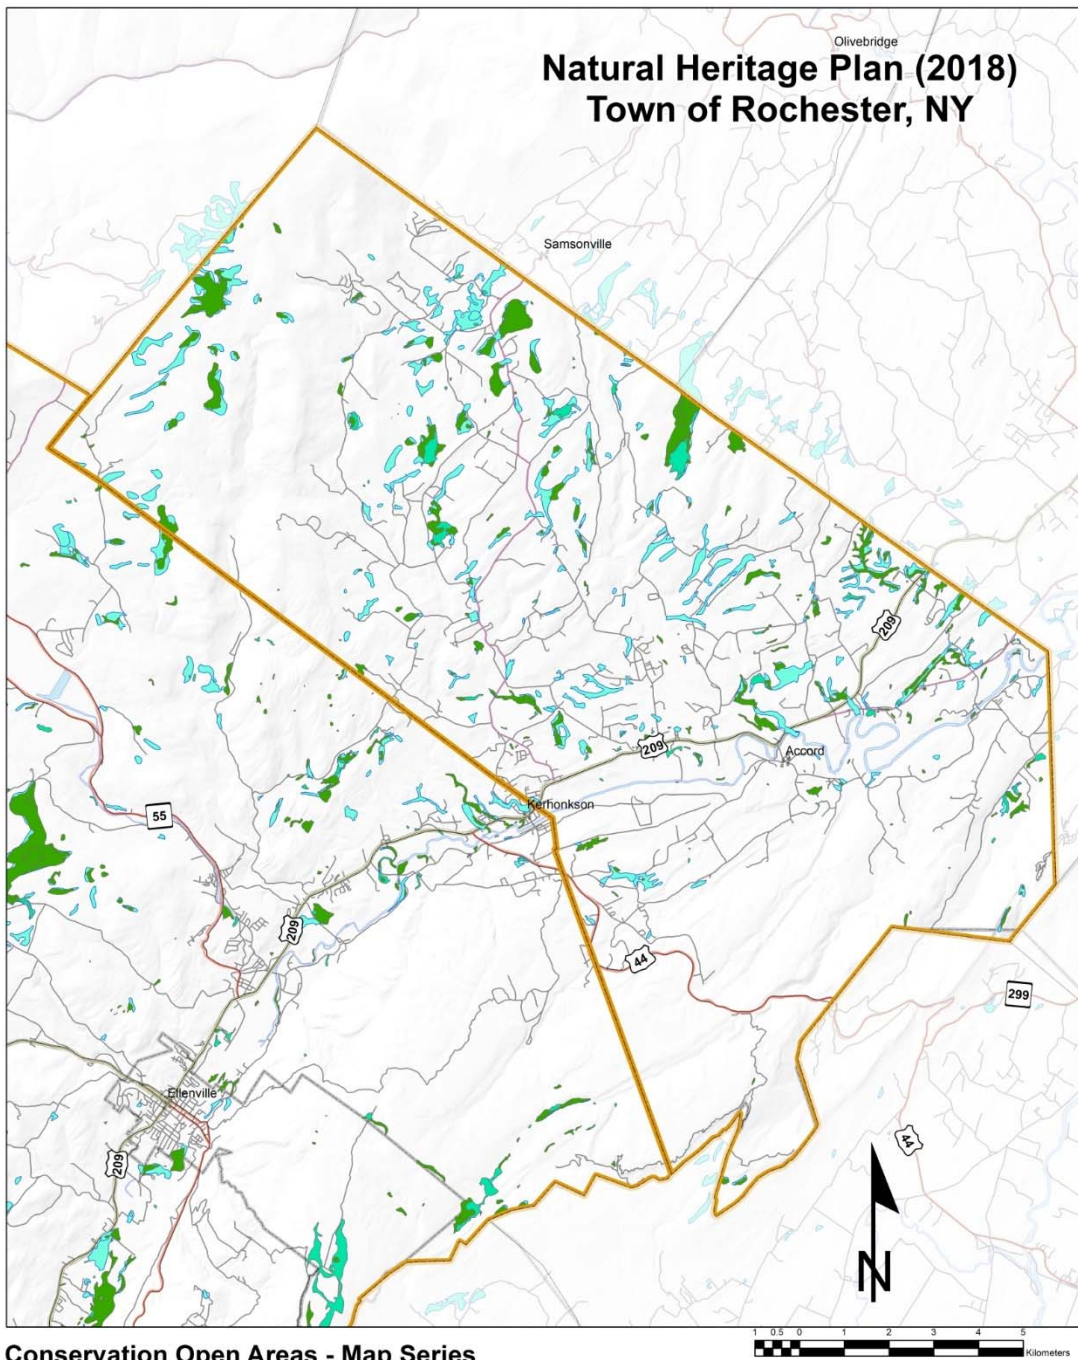 Olivebridge
Natural Heritage Plan (2018)
Town of Rochester, NY
Samsonville
209
209
Accord
Kerhonkson
55
209
44
299
Ellenville
44
209
N
1 0.5 0 1 2 3 4 5
Kilometers
Conservation Open Areas - Map Series